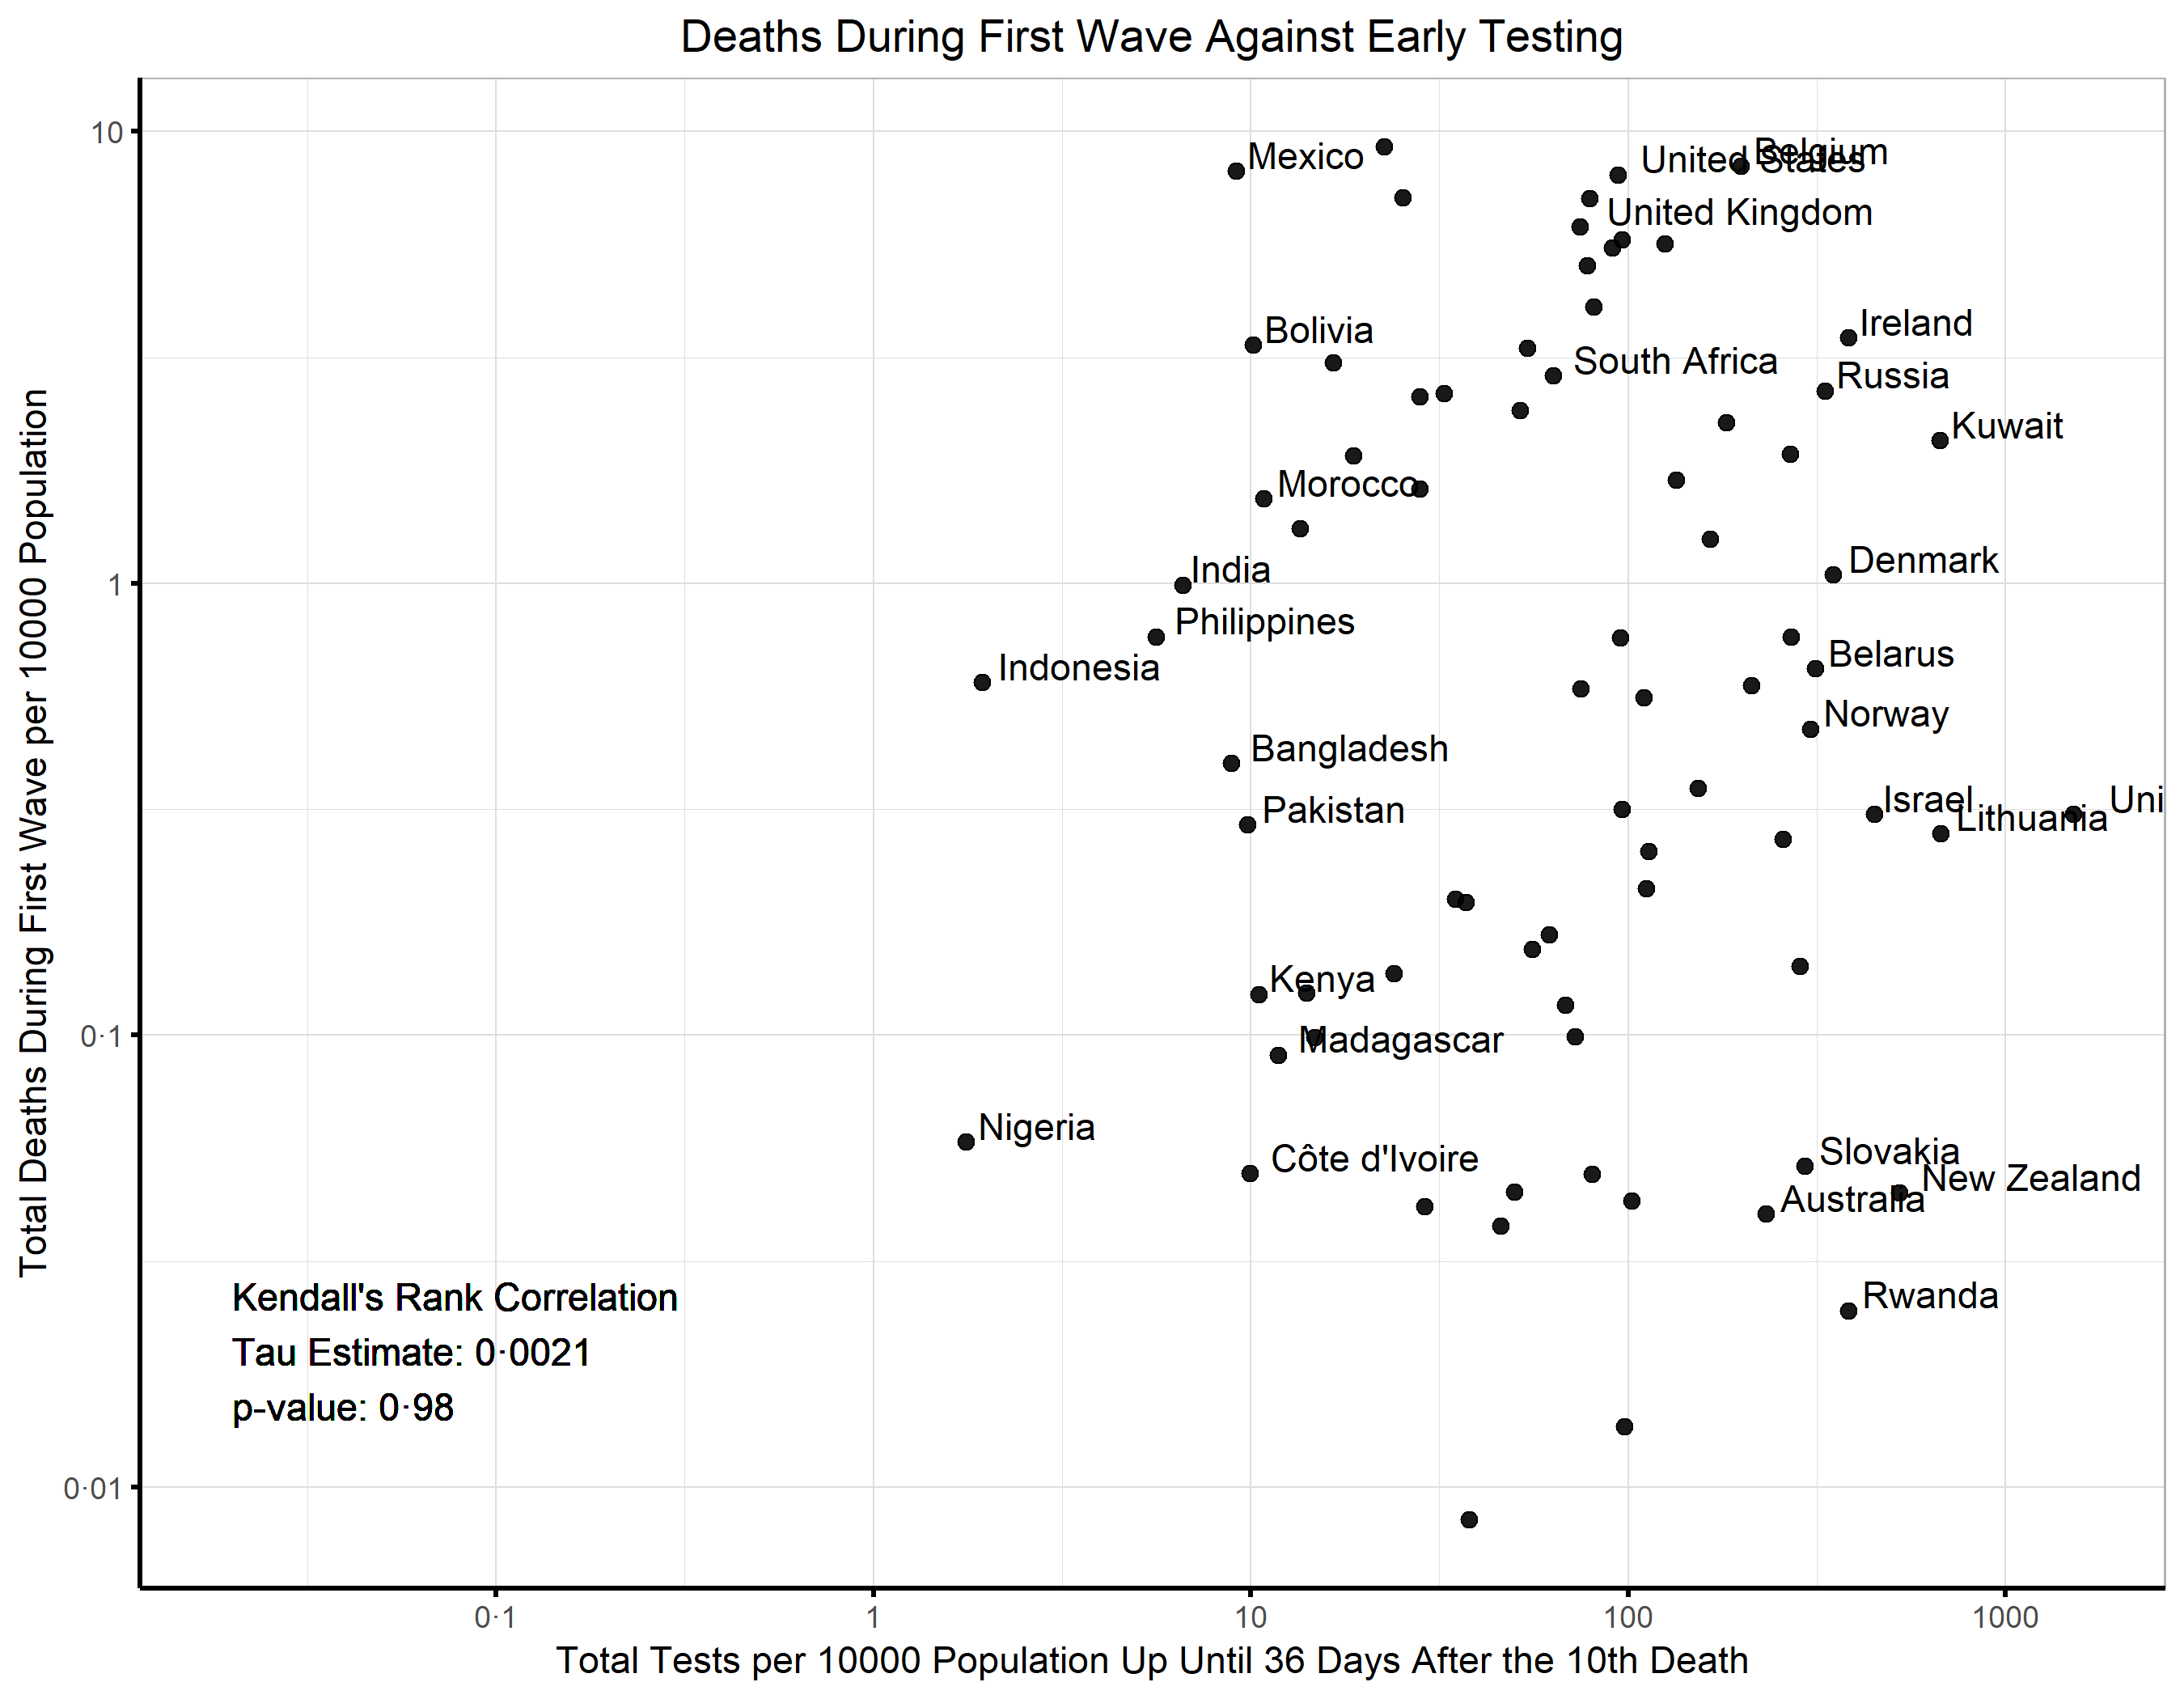 Deaths During First Wave Against Early Testing
Total Deaths During First Wave per 10000 Population
10
1
0·1
0·01
Mexico
United States
Belgium
United Kingdom
Bolivia
Ireland
South Africa
Russia
Kuwait
Morocco
India
Denmark
Philippines
Indonesia
Belarus
Norway
Bangladesh
Pakistan
Israel
Uni
Lithuania
Kenya
Madagascar
Nigeria
Côte d'Ivoire
Slovakia
New Zealand
Australia
Rwanda
Kendall's Rank Correlation
Tau Estimate: 0·0021
p-value: 0·98
0·1
1
10
100
1000
Total Tests per 10000 Population Up Until 36 Days After the 10th Death